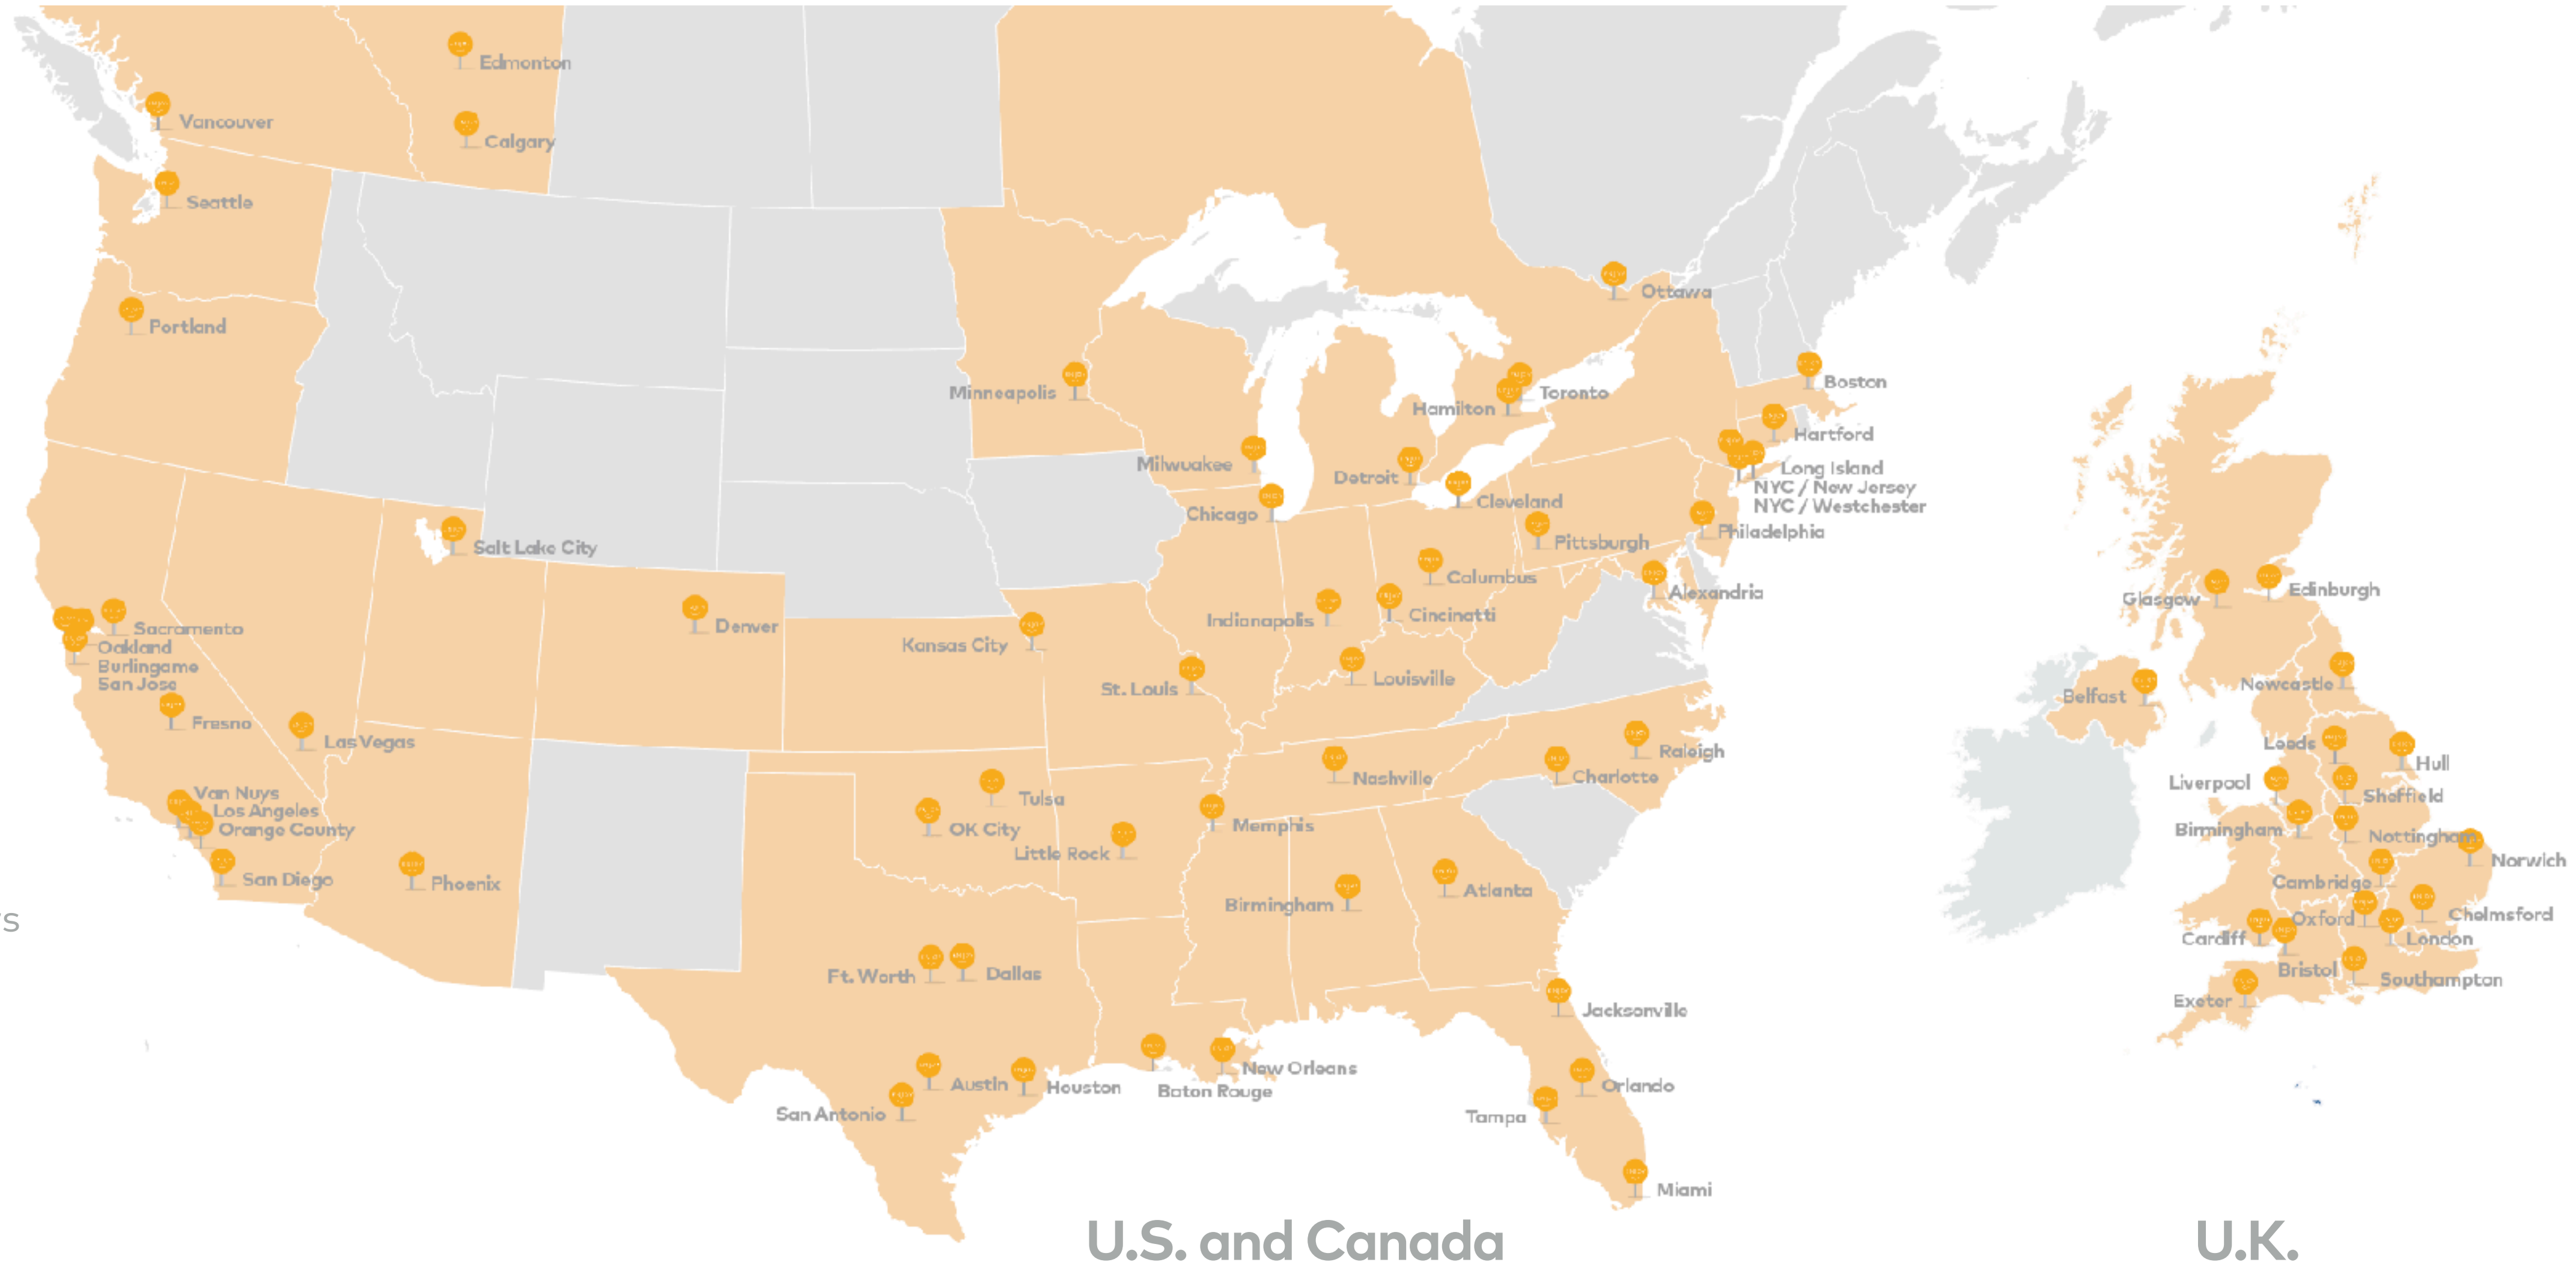 Edmonton
Vancouver
Calgary
Seattle
Portland
Ottawa
Minneapolis
Toronto
Hamilton
Boston
Hartford
Milwuakee
Detroit
Long Island
NYC / New Jersey
NYC / Westchester
Cleveland
Chicago
Philadelphia
Pittsburgh
Salt Lake City
Columbus
Alexandria
Indianapolis
Cincinatti
Sacramento
Oakland
Burlingame
San Jose
Denver
Kansas City
St. Louis
Louisville
Fresno
Las Vegas
Raleigh
Nashville
Charlotte
Van Nuys
Los Angeles
Orange County
Tulsa
OK City
Memphis
Little Rock
San Diego
Phoenix
Birmingham
Atlanta
rs
Ft. Worth
Dallas
Jacksonville
New Orleans
Baton Rouge
Austin
Houston
San Antonio
Orlando
Tampa
Miami
U.S. and Canada
Glasgow
Edinburgh
Belfast
Newcastle
Leeds
Hull
Liverpool
Sheffield
Birmingham
Nottingham
Norwich
Cambridge
Oxford
Chelmsford
Cardiff
London
Bristol
Southampton
Exeter
U.K.